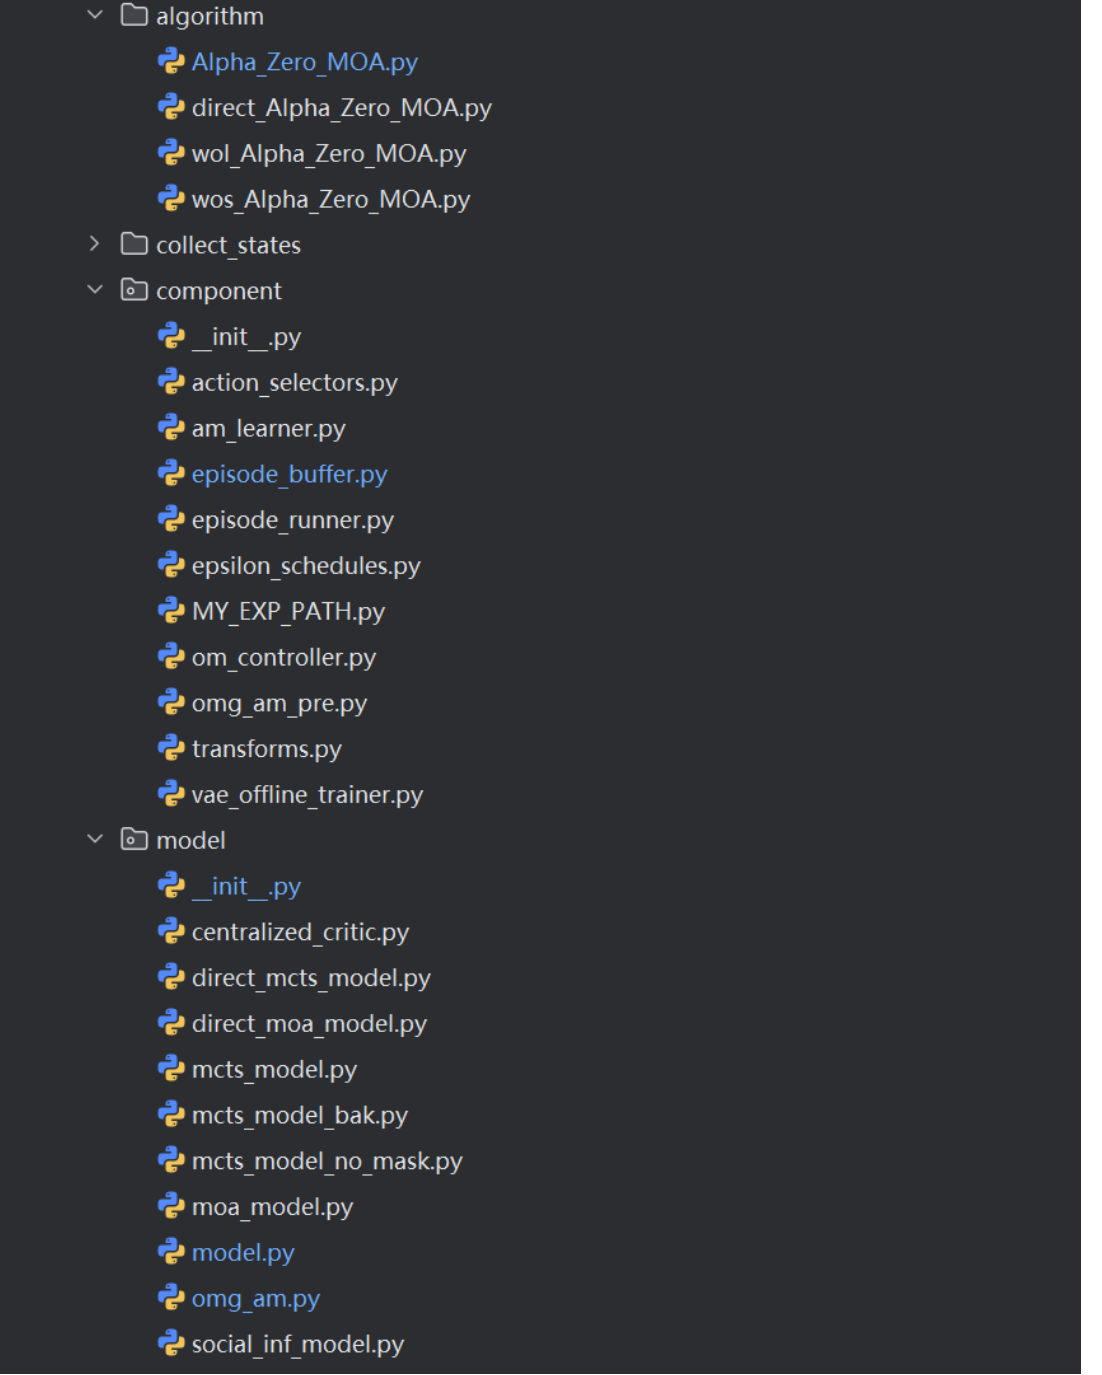 algorithm
Alpha_Zero_MOA.py
direct_Alpha_Zero_MOA.py
wol_Alpha_Zero_MOA.py
wos_Alpha_Zero_MOA.py
collect_states
component
__init__.py
action_selectors.py
am_learner.py
episode_buffer.py
episode_runner.py
epsilon_schedules.py
MY_EXP_PATH.py
om_controller.py
omg_am_pre.py
transforms.py
vae_offline_trainer.py
model
__init__.py
centralized_critic.py
direct_mcts_model.py
direct_moa_model.py
mcts_model.py
mcts_model_bak.py
mcts_model_no_mask.py
moa_model.py
model.py
omg_am.py
social_inf_model.py